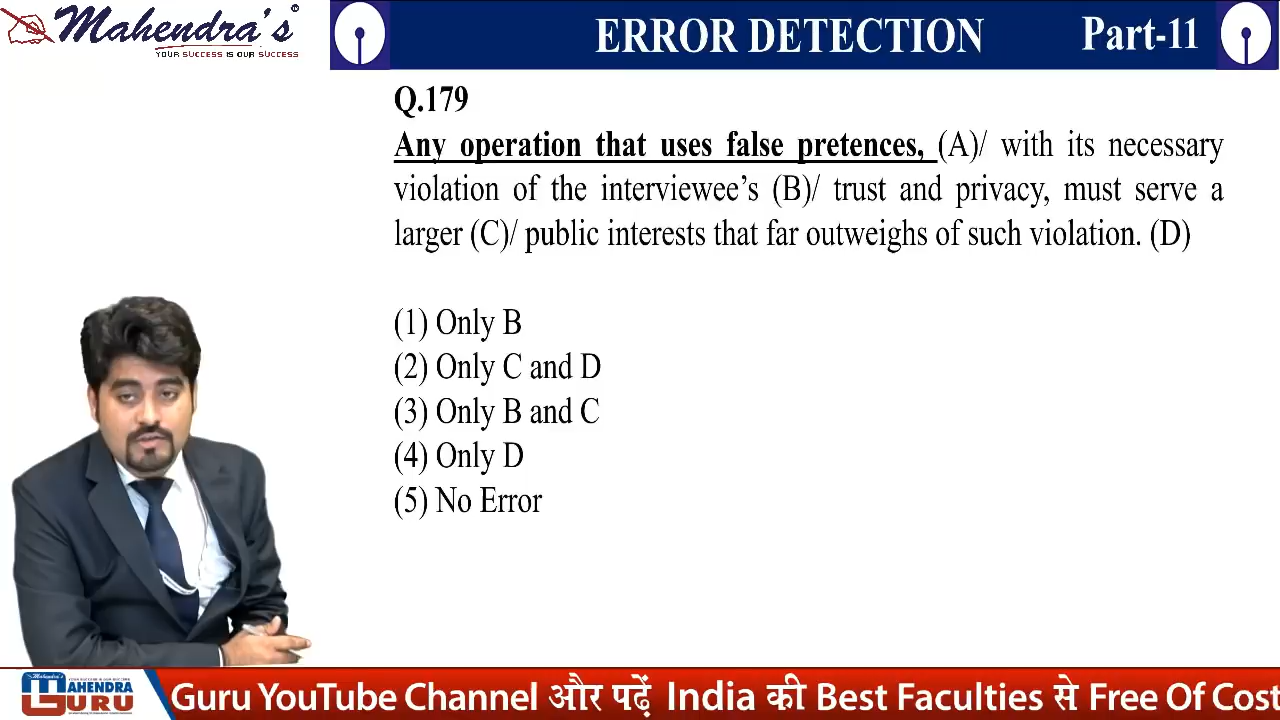 Mahendra's
YOUR SUCCESS IS OUR SUCCESS
ERROR DETECTION
Part-11
Q.179
Any operation that uses false pretences, (A)/ with its necessary
violation of the interviewee's (B)/ trust and privacy, must serve a
larger (C)/ public interests that far outweighs of such violation. (D)
(1) Only B
(2) Only C and D
(3) Only B and C
(4) Only D
(5) No Error
Mahendra's
MAHENDRA
GURU
Guru YouTube Channel और पढ़ें India की Best Faculties से Free Of Cost